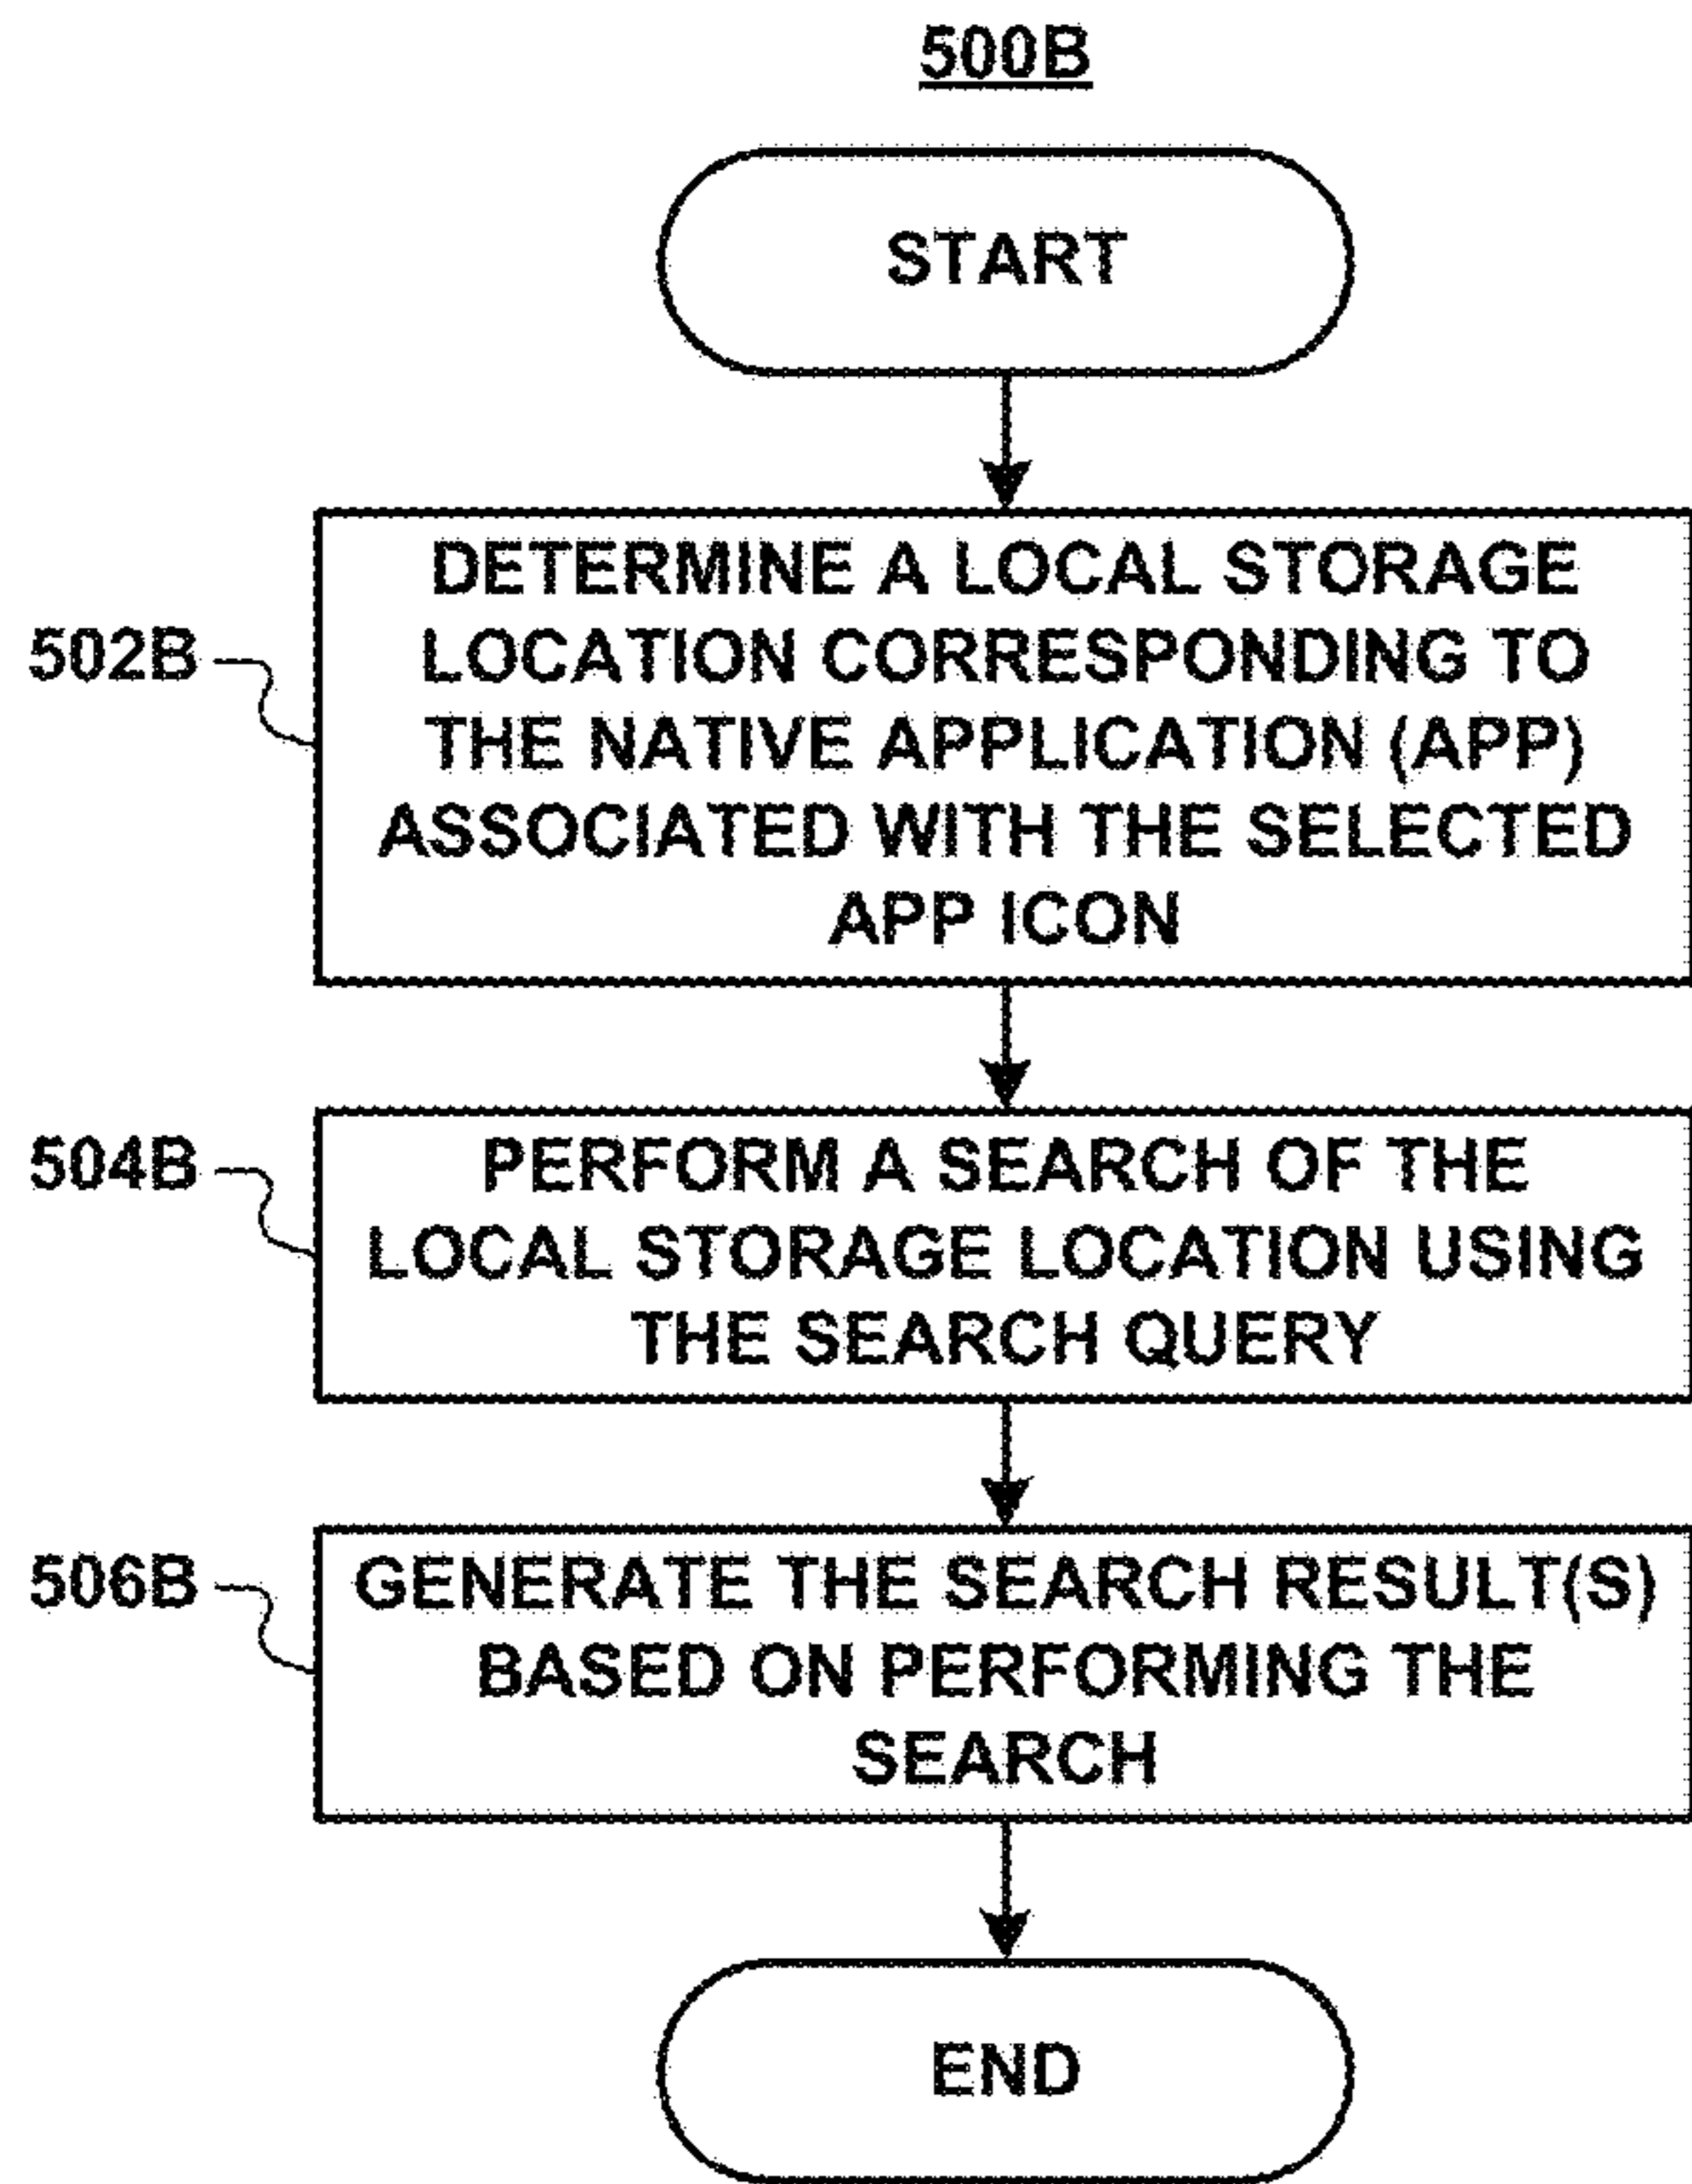 500B
START
502B
DETERMINE A LOCAL STORAGE
LOCATION CORRESPONDING TO
THE NATIVE APPLICATION (APP)
ASSOCIATED WITH THE SELECTED
APP ICON
504B
PERFORM A SEARCH OF THE
LOCAL STORAGE LOCATION USING
THE SEARCH QUERY
506B
GENERATE THE SEARCH RESULT(S)
BASED ON PERFORMING THE
SEARCH
END